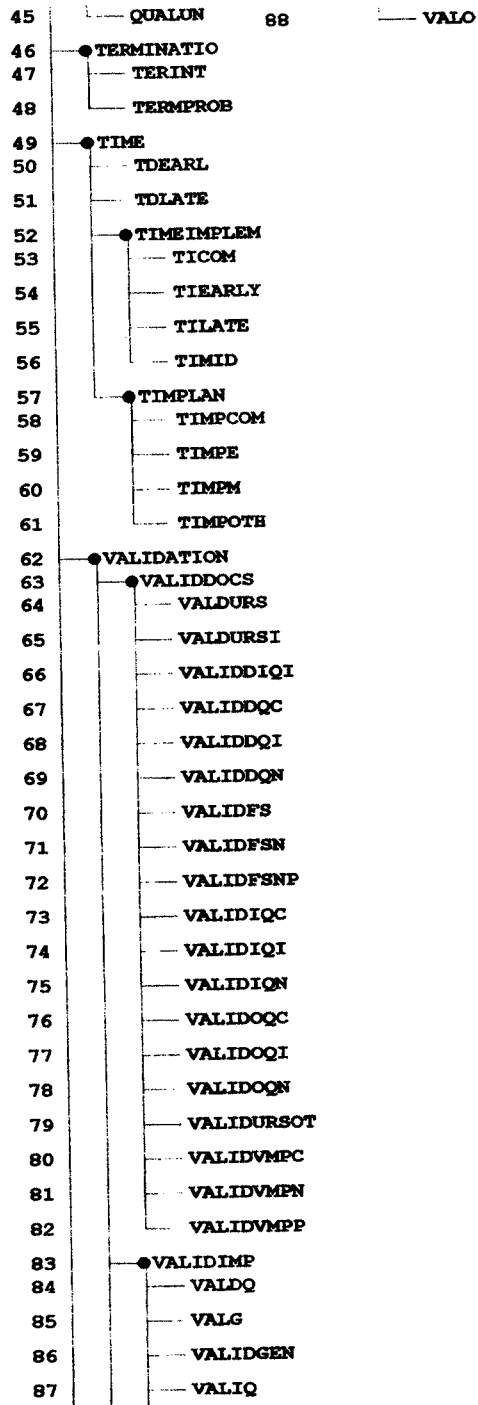 45 QUALUN 88 VALO
46 TERMINATIO
47 TERINT
48 TERMPROB
49 TIME
50 TDEARL
51 TDLATE
52 TIMEIMPLEM
53 TICOM
54 TIEARLY
55 TILATE
56 TIMID
57 TIMPLAN
58 TIMPCOM
59 TIMPE
60 TIMPM
61 TIMPOTH
62 VALIDATION
63 VALIDDOCS
64 VALDURS
65 VALDURSI
66 VALIDDIQI
67 VALIDDQC
68 VALIDDQI
69 VALIDDQN
70 VALIDFS
71 VALIDFSN
72 VALIDFSNP
73 VALIDIQC
74 VALIDIQI
75 VALIDIQN
76 VALIDOQC
77 VALIDOQI
78 VALIDOQN
79 VALIDURSOT
80 VALIDVMPC
81 VALIDVMPN
82 VALIDVMPP
83 VALIDIMP
84 VALDQ
85 VALG
86 VALIDGEN
87 VALIQ